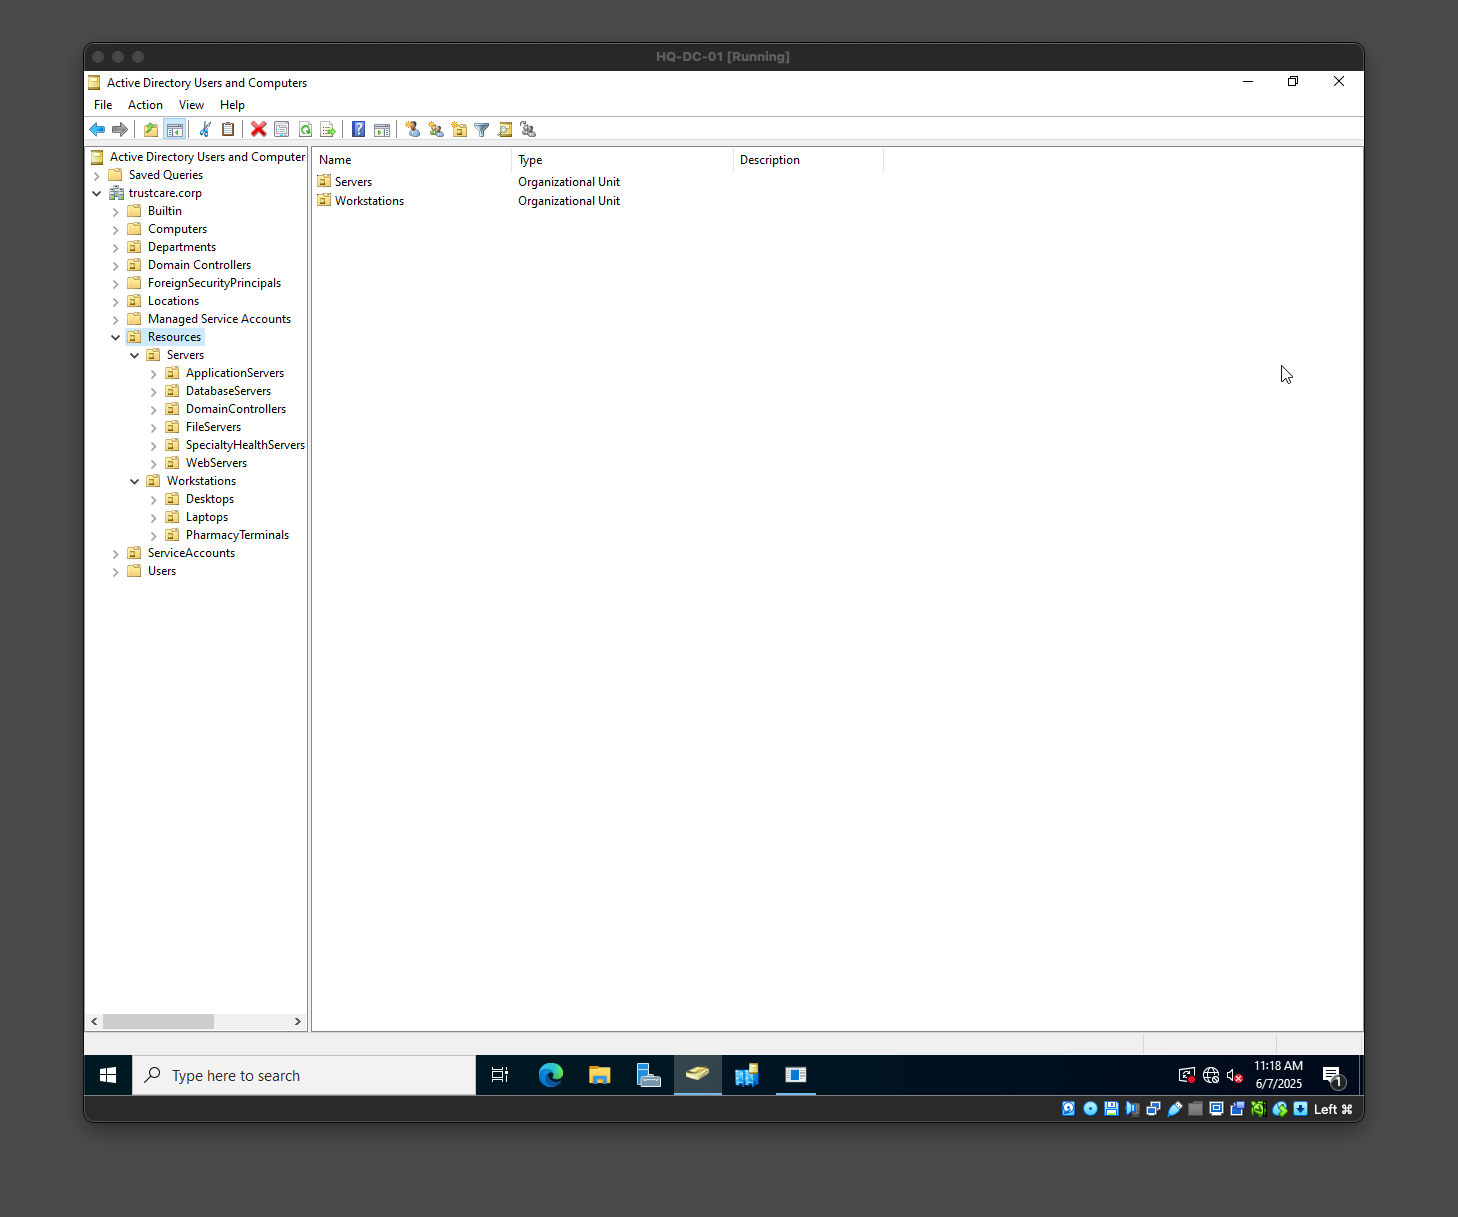 HQ-DC-01 [Running]
Active Directory Users and Computers
File Action View Help
Active Directory Users and Computer
Saved Queries
trustcare.corp
Builtin
Computers
Departments
Domain Controllers
ForeignSecurityPrincipals
Locations
Managed Service Accounts
Resources
Servers
ApplicationServers
DatabaseServers
DomainControllers
FileServers
SpecialtyHealthServers
WebServers
Workstations
Desktops
Laptops
PharmacyTerminals
ServiceAccounts
Users
Name Type Description
Servers Organizational Unit
Workstations Organizational Unit
Type here to search
11:18 AM
6/7/2025
1
Left ⌘